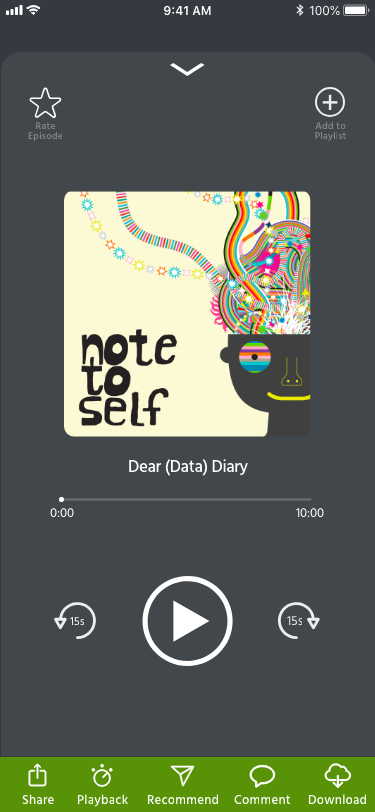 9:41 AM
100%
Rate
Episode
Add to
Playlist
note
to
self
Dear (Data) Diary
0:00
10:00
15s
15s
Share
Playback
Recommend
Comment
Download